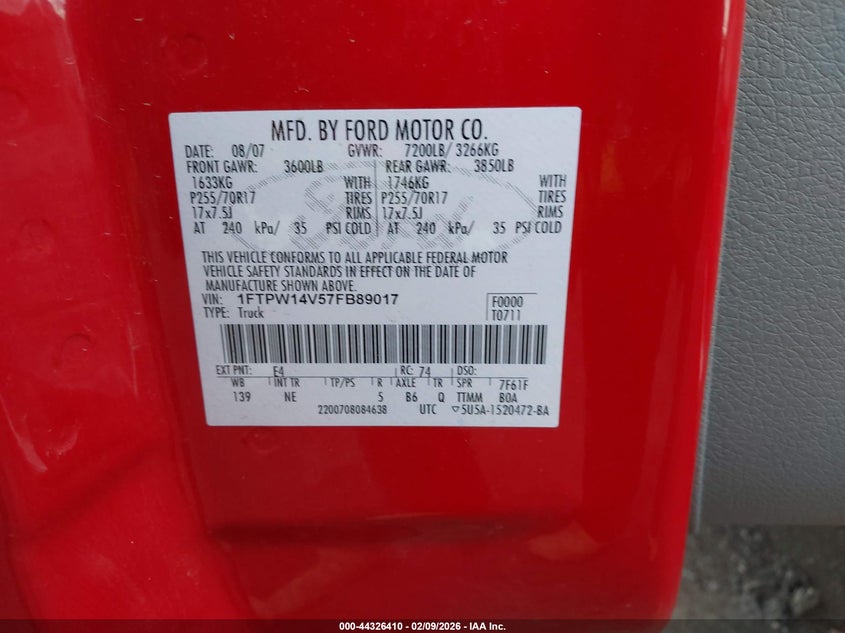 MFD. BY FORD MOTOR CO.
DATE: 08/07 GVWR: 7200LB/ 3266KG
FRONT GAWR: 3600LB REAR GAWR: 3850LB
1633KG WITH 1746KG WITH
P255/70R17 TIRES P255/70R17 TIRES
17x7.5J RIMS 17x7.5J RIMS
AT 240 kPa/ 35 PSI COLD AT 240 kPa/ 35 PSI COLD
THIS VEHICLE CONFORMS TO ALL APPLICABLE FEDERAL MOTOR
VEHICLE SAFETY STANDARDS IN EFFECT ON THE DATE OF
MANUFACTURE SHOWN ABOVE.
VIN: 1FTPW14V57FB89017 F0000
TYPE: Truck T0711
EXT PNT: E4 RC: 74 DSO:
WB INT TR TP/PS R AXLE TR SPR 7F61F
139 NE 5 B6 Q TTMM BOA
2200708084638 UTC ▽5U5A-1520472-BA
000-44326410 - 02/09/2026 - IAA Inc.